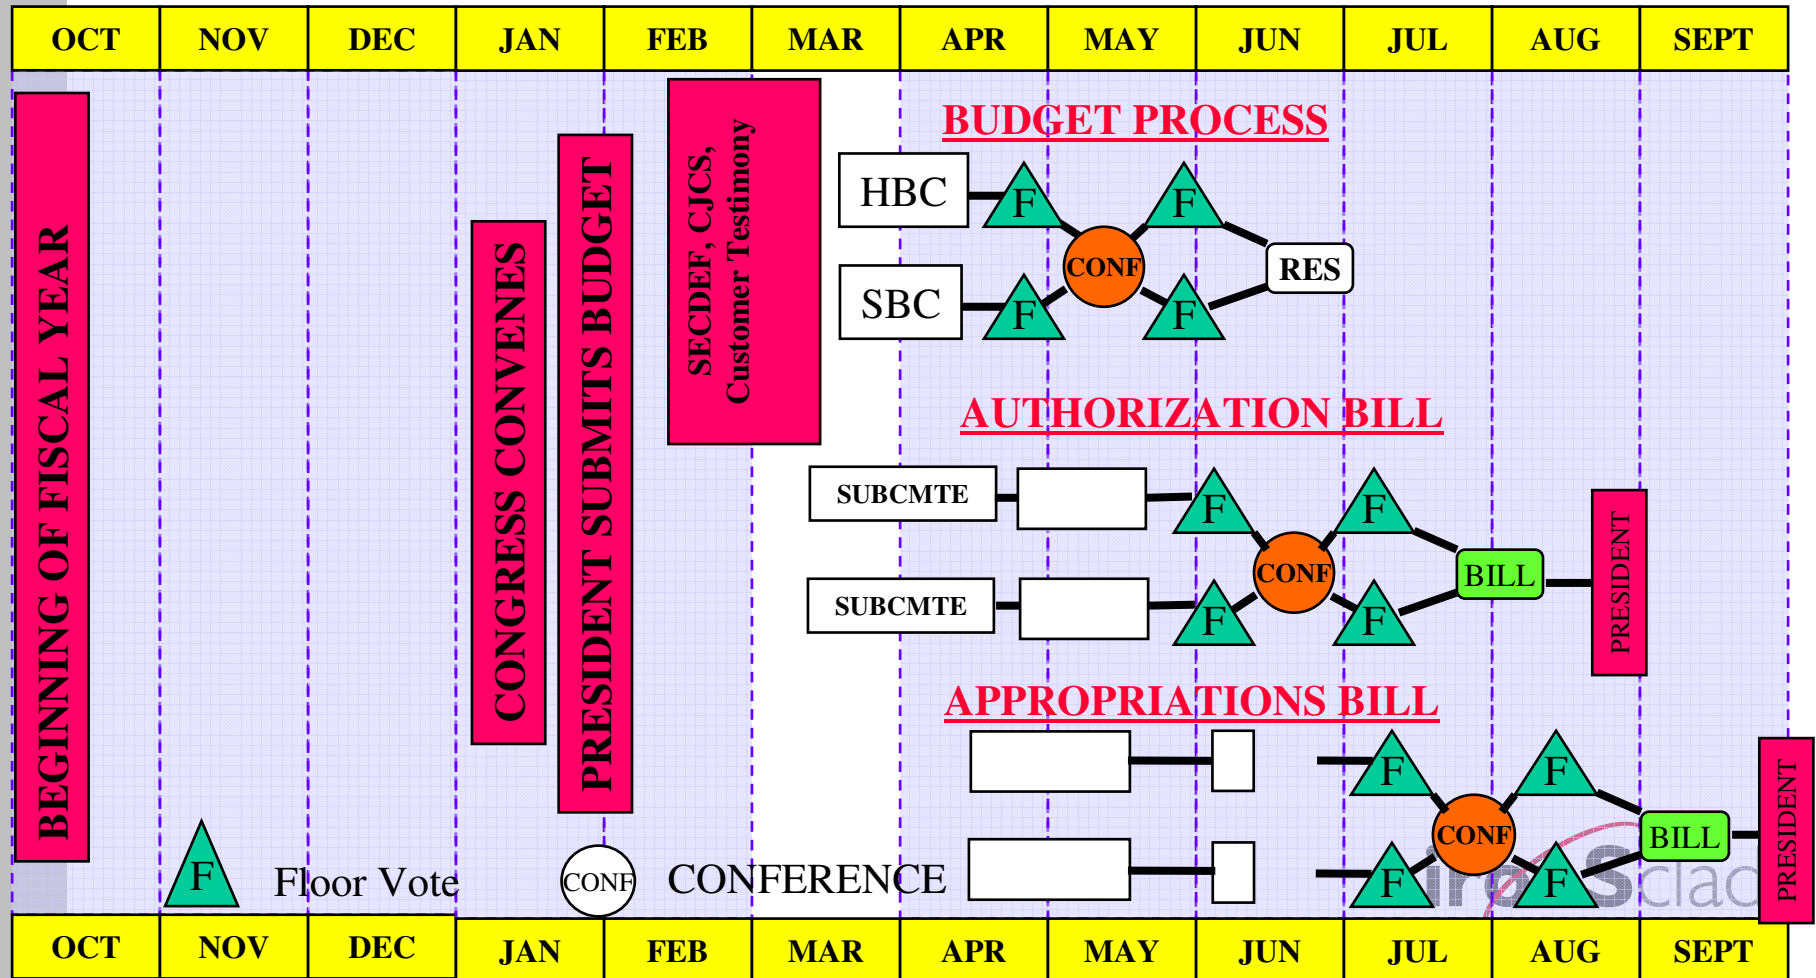 OCT NOV DEC JAN FEB MAR APR MAY JUN JUL AUG SEPT
BEGINNING OF FISCAL YEAR
CONGRESS CONVENES
PRESIDENT SUBMITS BUDGET
SECDEF, CJCS,
Customer Testimony
BUDGET PROCESS
HBC F F
CONF RES
SBC F F
AUTHORIZATION BILL
SUBCMTE F F
CONF BILL PRESIDENT
SUBCMTE F F
APPROPRIATIONS BILL
F F
CONF BILL PRESIDENT
F F
F Floor Vote CONF CONFERENCE
OCT NOV DEC JAN FEB MAR APR MAY JUN JUL AUG SEPT